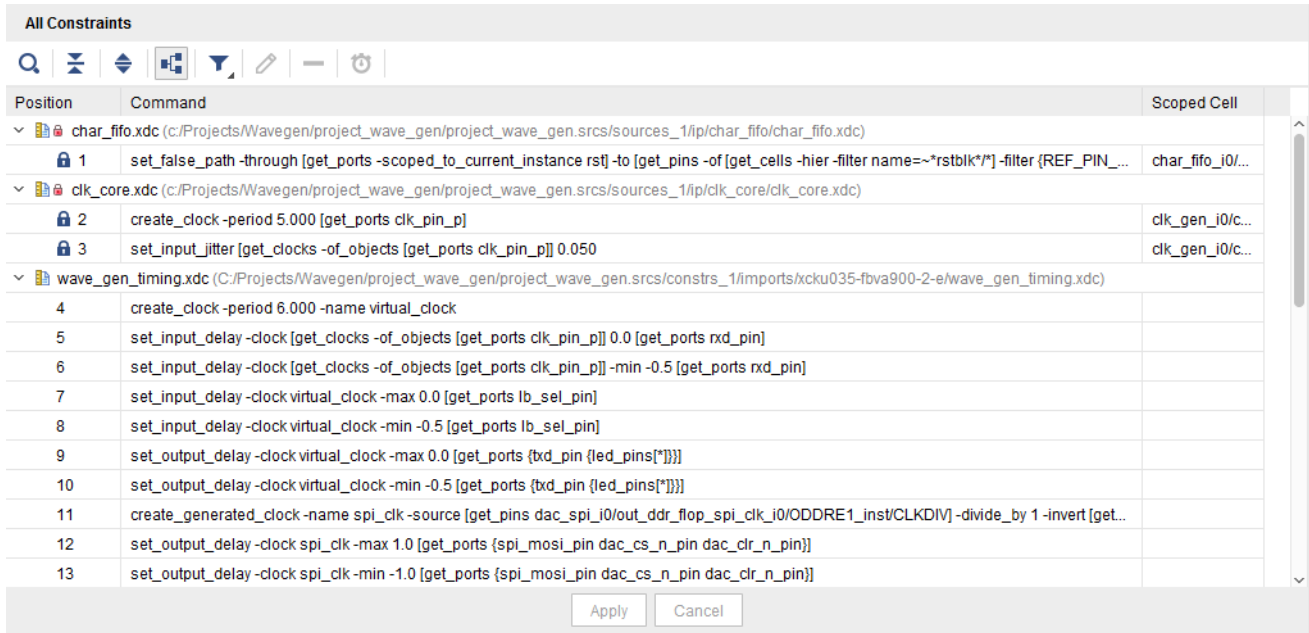 All Constraints
Position Command Scoped Cell
char_fifo.xdc (c:/Projects/Wavegen/project_wave_gen/project_wave_gen.srcs/sources_1/ip/char_fifo/char_fifo.xdc)
1 set_false_path -through [get_ports -scoped_to_current_instance rst] -to [get_pins -of [get_cells -hier -filter name=~*rstblk*/*] -filter {REF_PIN_... char_fifo_i0/...
clk_core.xdc (c:/Projects/Wavegen/project_wave_gen/project_wave_gen.srcs/sources_1/ip/clk_core/clk_core.xdc)
2 create_clock -period 5.000 [get_ports clk_pin_p] clk_gen_i0/c...
3 set_input_jitter [get_clocks -of_objects [get_ports clk_pin_p]] 0.050 clk_gen_i0/c...
wave_gen_timing.xdc (C:/Projects/Wavegen/project_wave_gen/project_wave_gen.srcs/constrs_1/imports/xcku035-fbva900-2-e/wave_gen_timing.xdc)
4 create_clock -period 6.000 -name virtual_clock
5 set_input_delay -clock [get_clocks -of_objects [get_ports clk_pin_p]] 0.0 [get_ports rxd_pin]
6 set_input_delay -clock [get_clocks -of_objects [get_ports clk_pin_p]] -min -0.5 [get_ports rxd_pin]
7 set_input_delay -clock virtual_clock -max 0.0 [get_ports lb_sel_pin]
8 set_input_delay -clock virtual_clock -min -0.5 [get_ports lb_sel_pin]
9 set_output_delay -clock virtual_clock -max 0.0 [get_ports {txd_pin {led_pins[*]}}]
10 set_output_delay -clock virtual_clock -min -0.5 [get_ports {txd_pin {led_pins[*]}}]
11 create_generated_clock -name spi_clk -source [get_pins dac_spi_i0/out_ddr_flop_spi_clk_i0/ODDRE1_inst/CLKDIV] -divide_by 1 -invert [get...
12 set_output_delay -clock spi_clk -max 1.0 [get_ports {spi_mosi_pin dac_cs_n_pin dac_clr_n_pin}]
13 set_output_delay -clock spi_clk -min -1.0 [get_ports {spi_mosi_pin dac_cs_n_pin dac_clr_n_pin}]
Apply Cancel